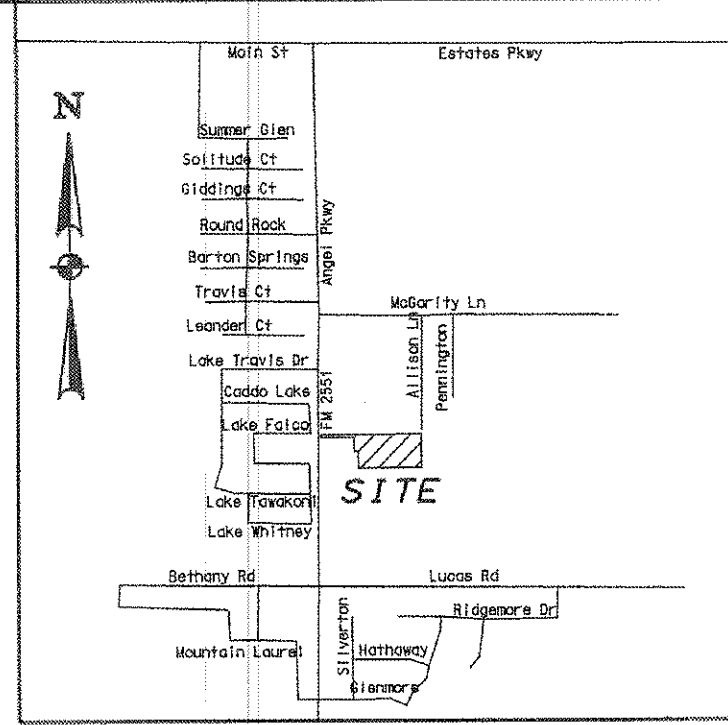 Main St
Estates Pkwy
N
Summer Glen
Solitude Ct
Giddings Ct
Round Rock
Angel Pkwy
Barton Springs
Travis Ct
McGarity Ln
Leander Ct
Allison Ln
Pennington
Lake Travis Dr
FM 2551
Caddo Lake
Lake Falco
SITE
Lake Tawakoni
Lake Whitney
Bethany Rd
Lucas Rd
Ridgemore Dr
Silverton
Mountain Laurel
Hathaway
Glenmore